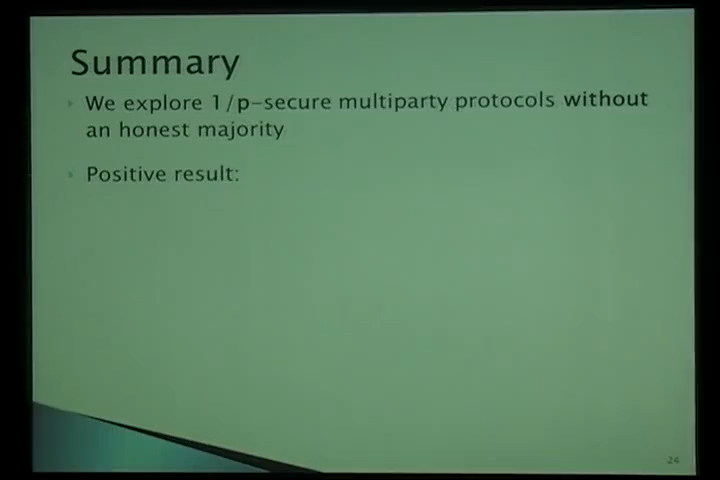 Summary
We explore 1/p-secure multiparty protocols without
an honest majority
Positive result:
24